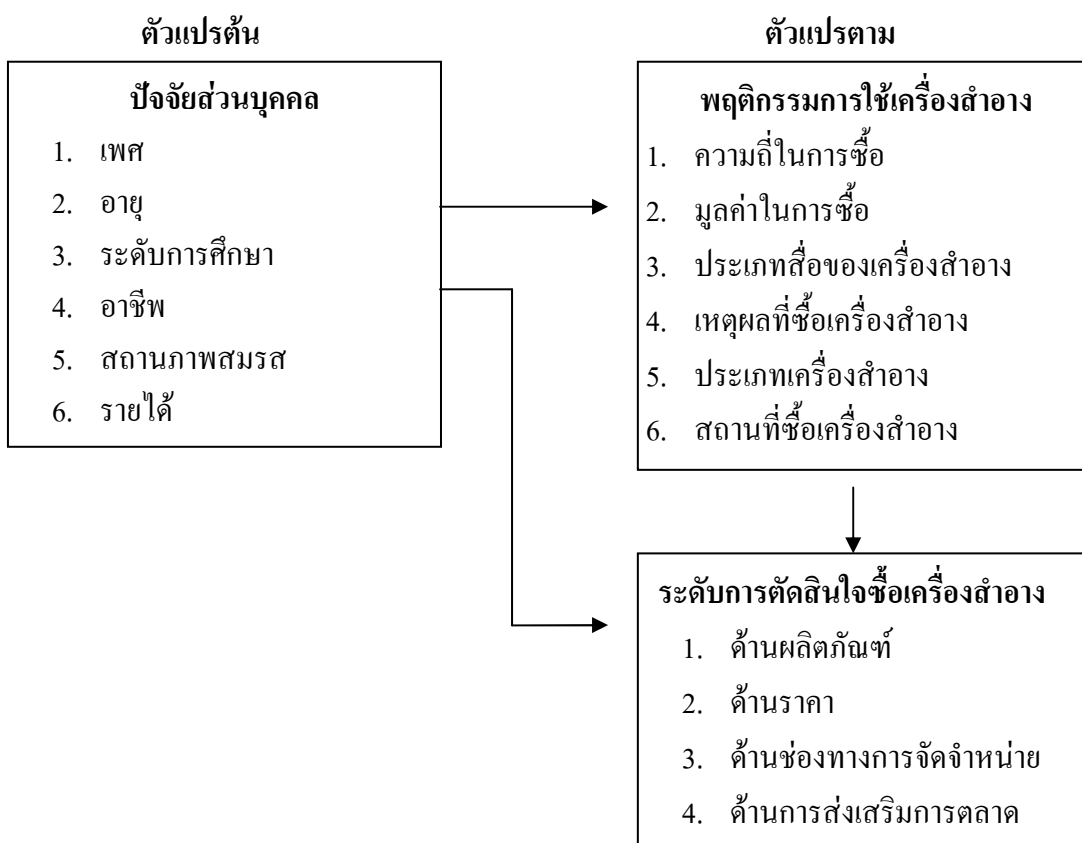 ตัวแปรต้น
ปัจจัยส่วนบุคคล
1. เพศ
2. อายุ
3. ระดับการศึกษา
4. อาชีพ
5. สถานภาพสมรส
6. รายได้
ตัวแปรตาม
พฤติกรรมการใช้เครื่องสำอาง
1. ความถี่ในการซื้อ
2. มูลค่าในการซื้อ
3. ประเภทสื่อของเครื่องสำอาง
4. เหตุผลที่ซื้อเครื่องสำอาง
5. ประเภทเครื่องสำอาง
6. สถานที่ซื้อเครื่องสำอาง
ระดับการตัดสินใจซื้อเครื่องสำอาง
1. ด้านผลิตภัณฑ์
2. ด้านราคา
3. ด้านช่องทางการจัดจำหน่าย
4. ด้านการส่งเสริมการตลาด